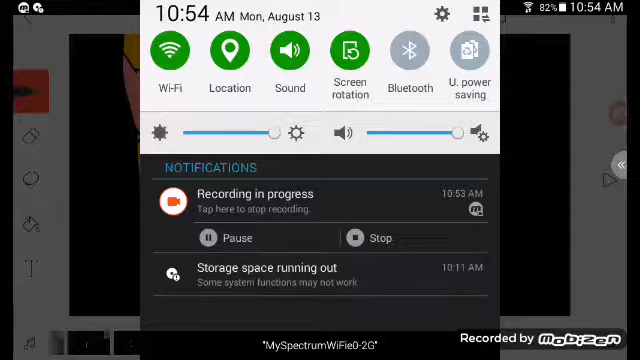 10:54 AM Mon, August 13
82% 10:54 AM
Wi-Fi
Location
Sound
Screen rotation
Bluetooth
U. power saving
NOTIFICATIONS
Recording in progress 10:53 AM
Tap here to stop recording.
Pause
Stop
Storage space running out 10:11 AM
Some system functions may not work
T
"MySpectrumWiFie0-2G"
Recorded by MOBIZEN